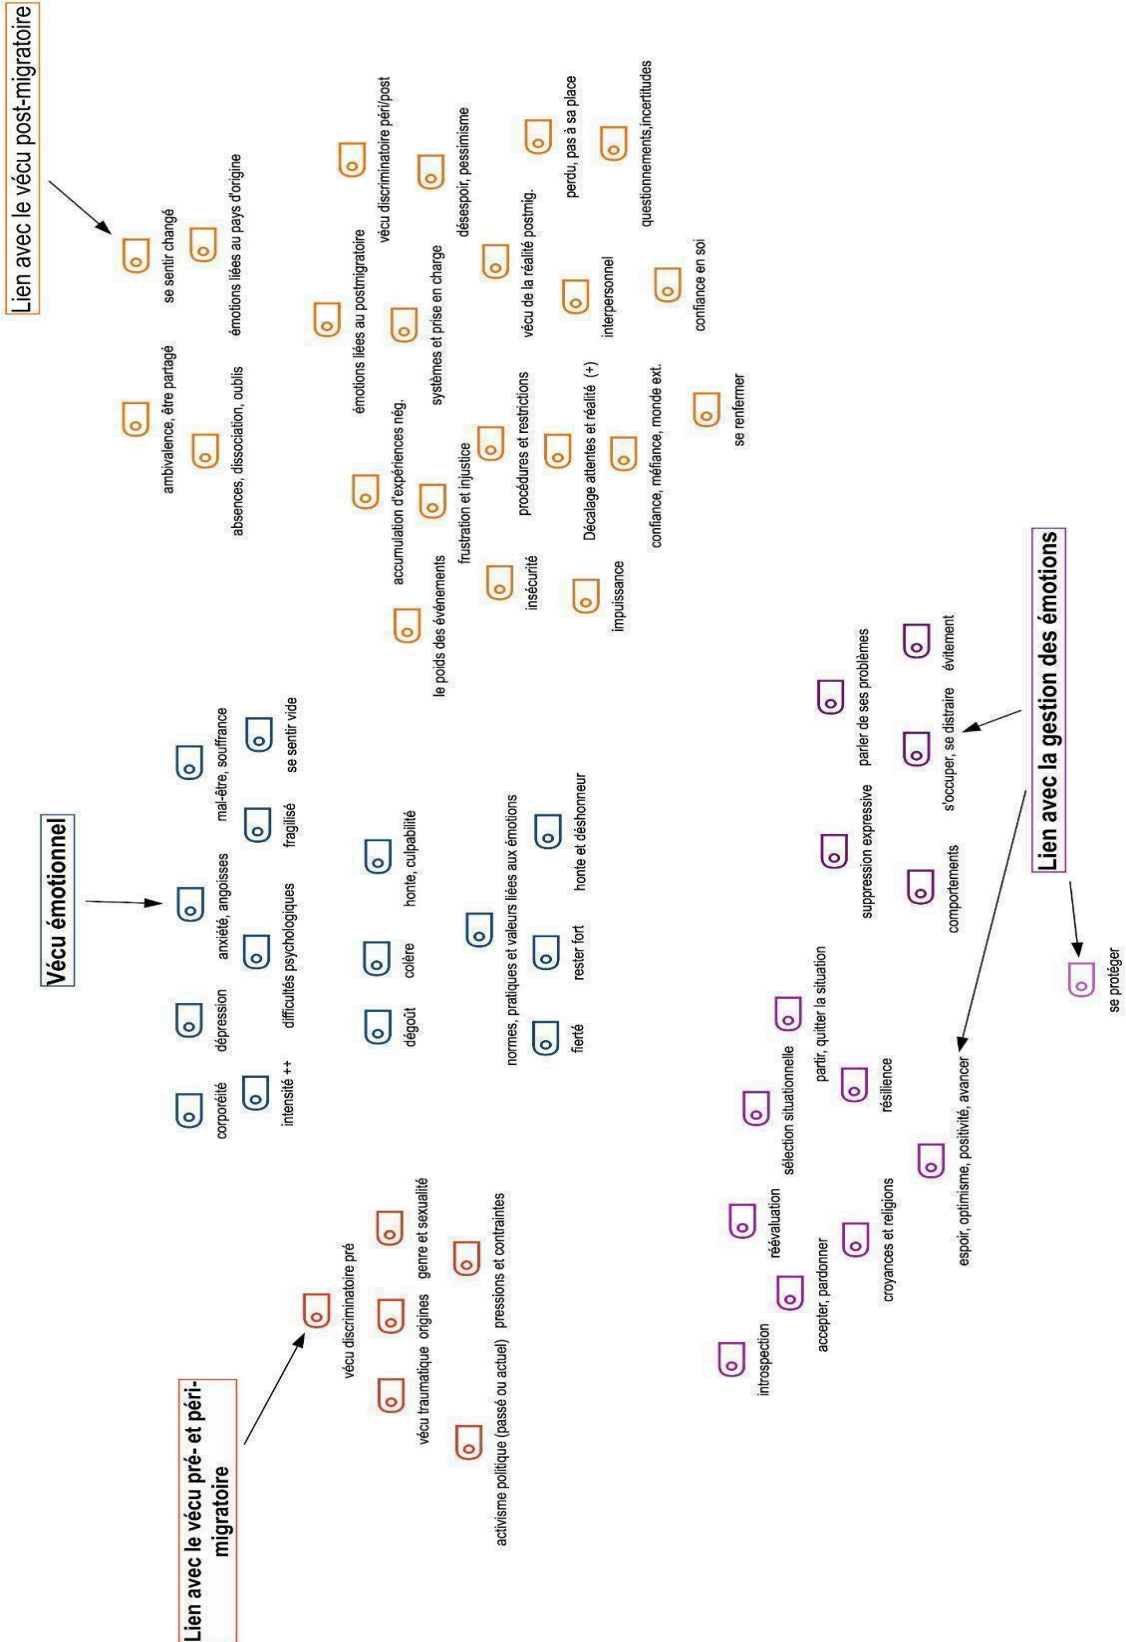 Lien avec le vécu pré- et péri-
migratoire
vécu discriminatoire pré
vécu traumatique
origines
genre et sexualité
activisme politique (passé ou actuel)
pressions et contraintes
Vécu émotionnel
corporéité
dépression
anxiété, angoisses
mal-être, souffrance
intensité ++
difficultés psychologiques
fragilisé
se sentir vide
dégoût
colère
honte, culpabilité
normes, pratiques et valeurs liées aux émotions
fierté
rester fort
honte et déshonneur
Lien avec le vécu post-migratoire
ambivalence, être partagé
se sentir changé
absences, dissociation, oublis
émotions liées au pays d'origine
émotions liées au postmigratoire
vécu discriminatoire péri/post
accumulation d'expériences nég.
systèmes et prise en charge
désespoir, pessimisme
le poids des événements
frustration et injustice
procédures et restrictions
vécu de la réalité postmig.
perdu, pas à sa place
insécurité
Décalage attentes et réalité (+)
interpersonnel
questionnements,incertitudes
impuissance
confiance, méfiance, monde ext.
confiance en soi
se renfermer
Lien avec la gestion des émotions
introspection
réévaluation
sélection situationnelle
accepter, pardonner
partir, quitter la situation
croyances et religions
résilience
espoir, optimisme, positivité, avancer
suppression expressive
parler de ses problèmes
comportements
s'occuper, se distraire
évitement
se protéger